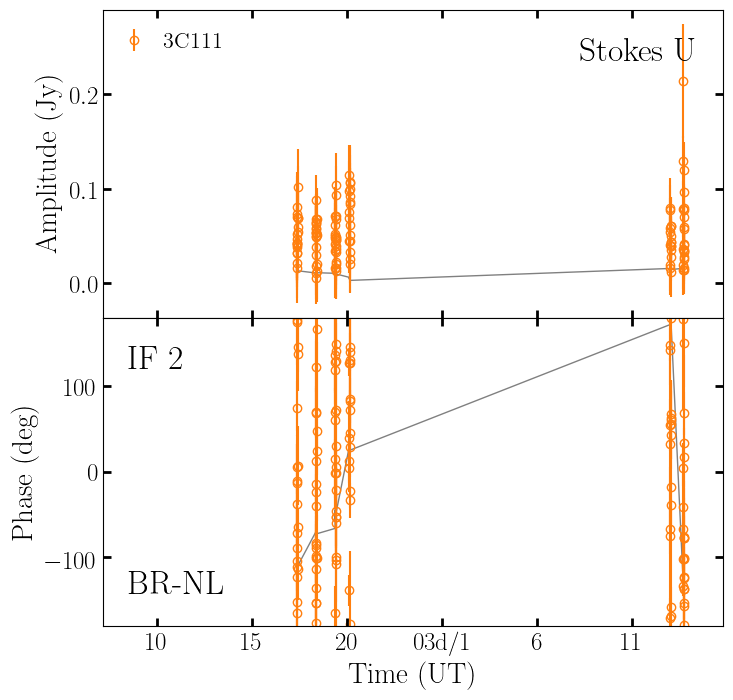 3C111
Stokes U
Amplitude (Jy)
0.2
0.1
0.0
IF 2
Phase (deg)
100
0
−100
BR-NL
10 15 20 03d/1 6 11
Time (UT)